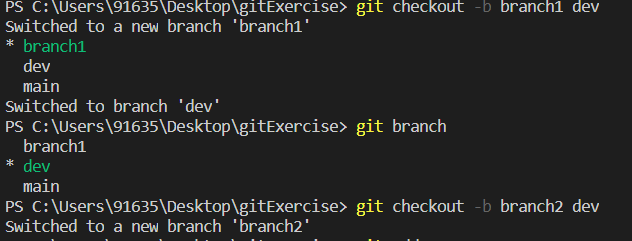 PS C:\Users\91635\Desktop\gitExercise> git checkout -b branch1 dev
Switched to a new branch 'branch1'
* branch1
  dev
  main
Switched to branch 'dev'
PS C:\Users\91635\Desktop\gitExercise> git branch
  branch1
* dev
  main
PS C:\Users\91635\Desktop\gitExercise> git checkout -b branch2 dev
Switched to a new branch 'branch2'